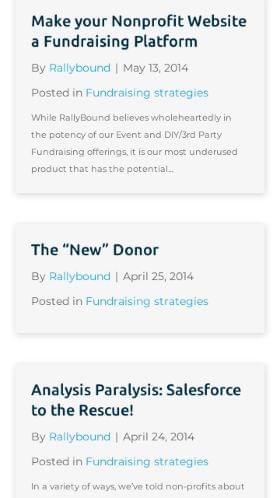 Make your Nonprofit Website
a Fundraising Platform
By Rallybound | May 13, 2014
Posted in Fundraising strategies
While RallyBound believes wholeheartedly in
the potency of our Event and DIY/3rd Party
Fundraising offerings, it is our most underused
product that has the potential...
The “New” Donor
By Rallybound | April 25, 2014
Posted in Fundraising strategies
Analysis Paralysis: Salesforce
to the Rescue!
By Rallybound | April 24, 2014
Posted in Fundraising strategies
In a variety of ways, we’ve told non-profits about